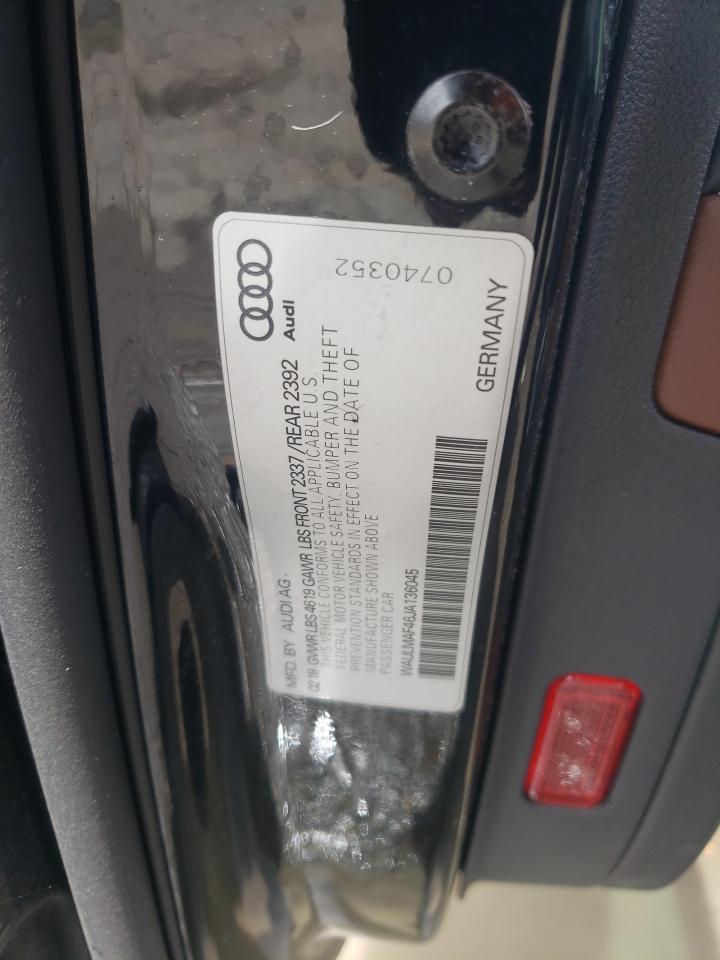 Audi
MFD. BY AUDI AG -
02'18 GVWR LBS 4619 GAWR LBS FRONT 2337/REAR 2392
THIS VEHICLE CONFORMS TO ALL APPLICABLE U.S.
FEDERAL MOTOR VEHICLE SAFETY, BUMPER AND THEFT
PREVENTION STANDARDS IN EFFECT ON THE DATE OF
MANUFACTURE SHOWN ABOVE
PASSENGER CAR
WAULMAF46JA136045
GERMANY
0740352